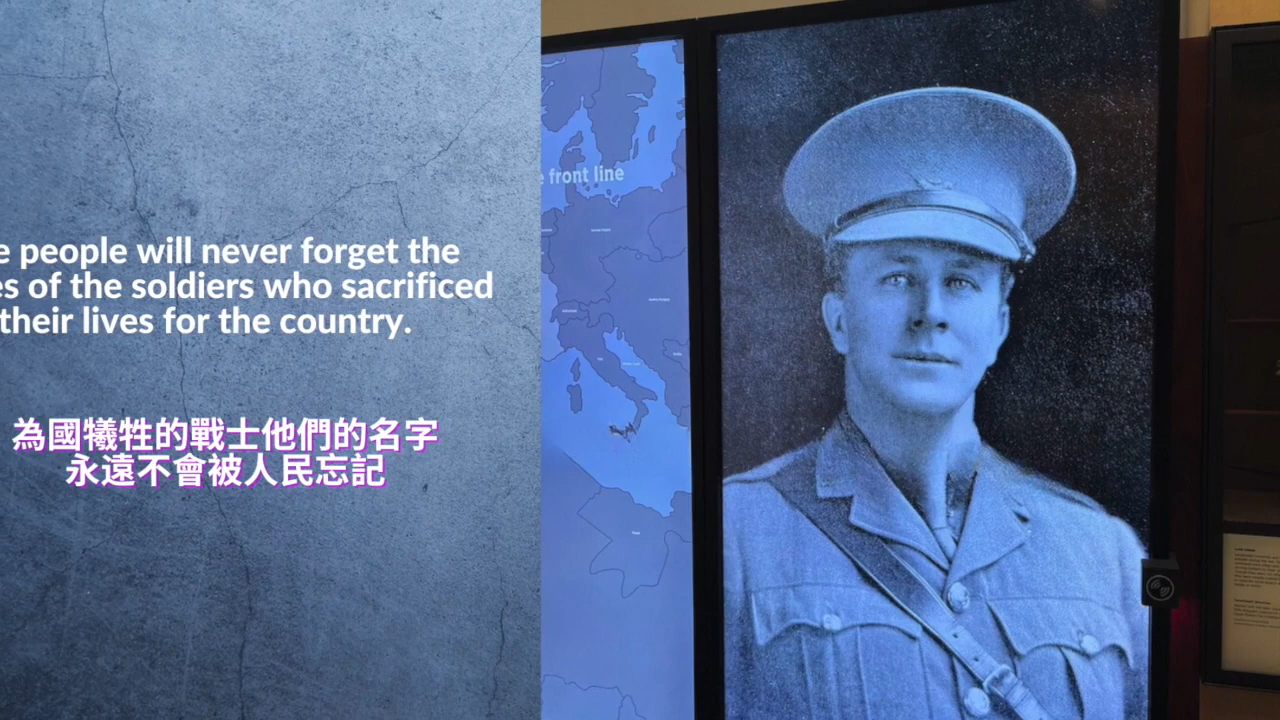 e people will never forget the
es of the soldiers who sacrificed
their lives for the country.
為國犧牲的戰士他們的名字
永遠不會被人民忘記
e front line